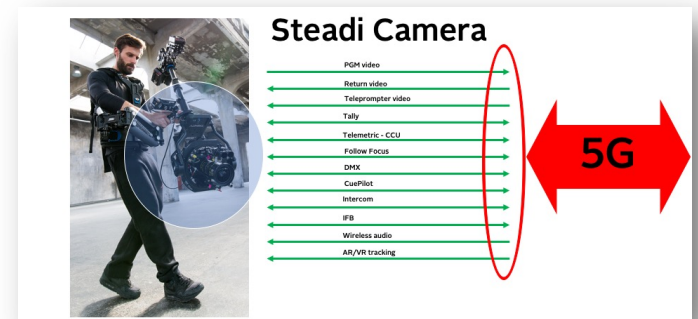 Steadi Camera
PGM video
Return video
Teleprompter video
Tally
Telemetric - CCU
Follow Focus
DMX
CuePilot
Intercom
IFB
Wireless audio
AR/VR tracking
5G